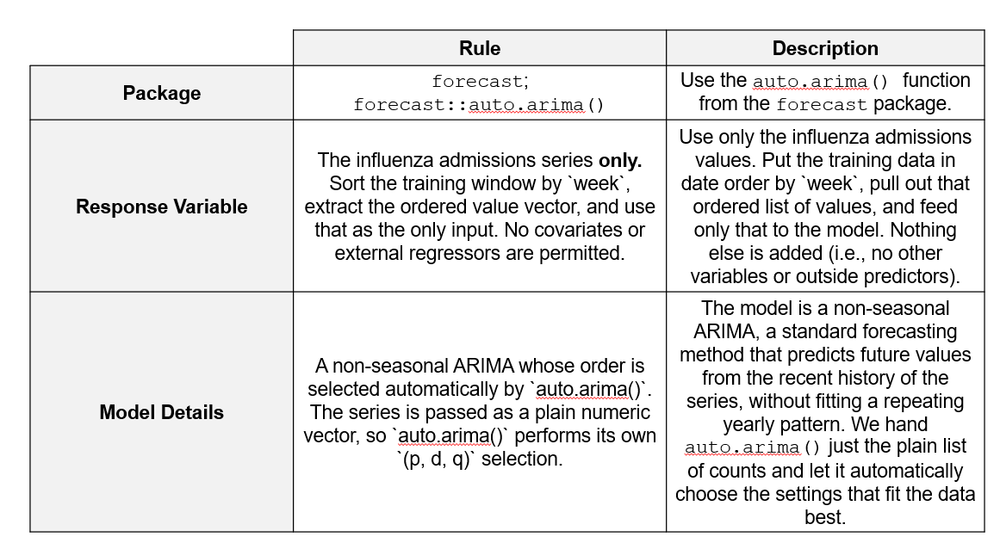 Rule
Description
Package
forecast;
forecast::auto.arima()
Use the auto.arima() function
from the forecast package.
Response Variable
The influenza admissions series only.
Sort the training window by `week`,
extract the ordered value vector, and use
that as the only input. No covariates or
external regressors are permitted.
Use only the influenza admissions
values. Put the training data in
date order by `week`, pull out that
ordered list of values, and feed
only that to the model. Nothing
else is added (i.e., no other
variables or outside predictors).
Model Details
A non-seasonal ARIMA whose order is
selected automatically by `auto.arima()`.
The series is passed as a plain numeric
vector, so `auto.arima()` performs its own
`(p, d, q)` selection.
The model is a non-seasonal
ARIMA, a standard forecasting
method that predicts future values
from the recent history of the
series, without fitting a repeating
yearly pattern. We hand
auto.arima() just the plain list
of counts and let it automatically
choose the settings that fit the data
best.